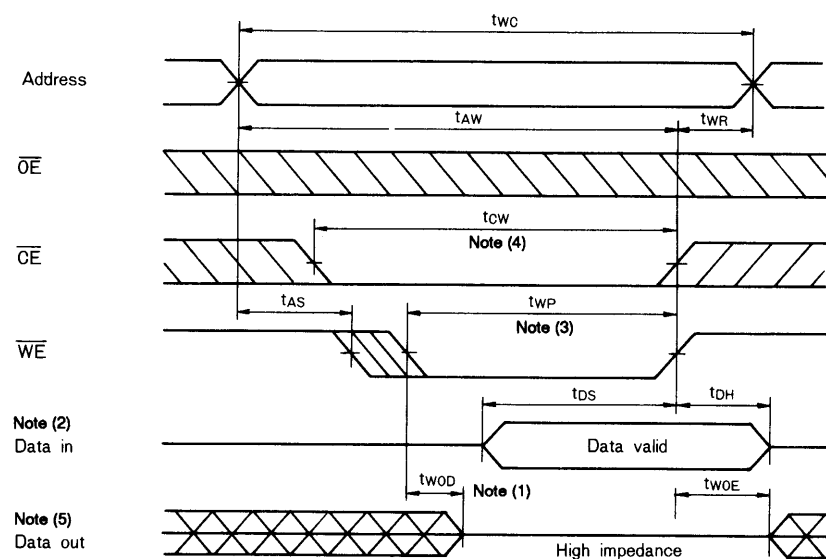 tWC
Address
tAW
tWR
OE
tCW
Note (4)
CE
tAS
tWP
Note (3)
WE
tDS
tDH
Note (2)
Data in
Data valid
tWOD
Note (1)
tWOE
Note (5)
Data out
High impedance